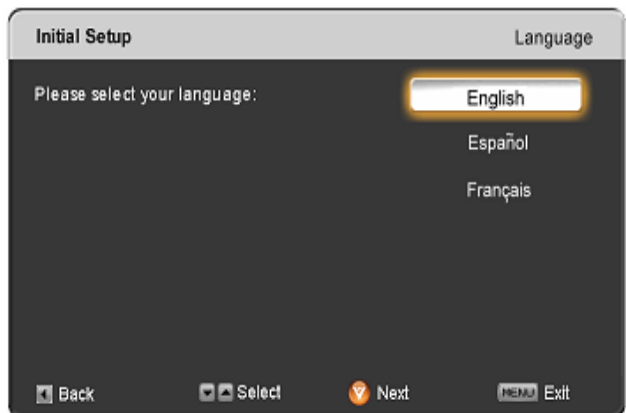 Initial Setup Language
Please select your language: English
Español
Français
Back Select Next MENU Exit